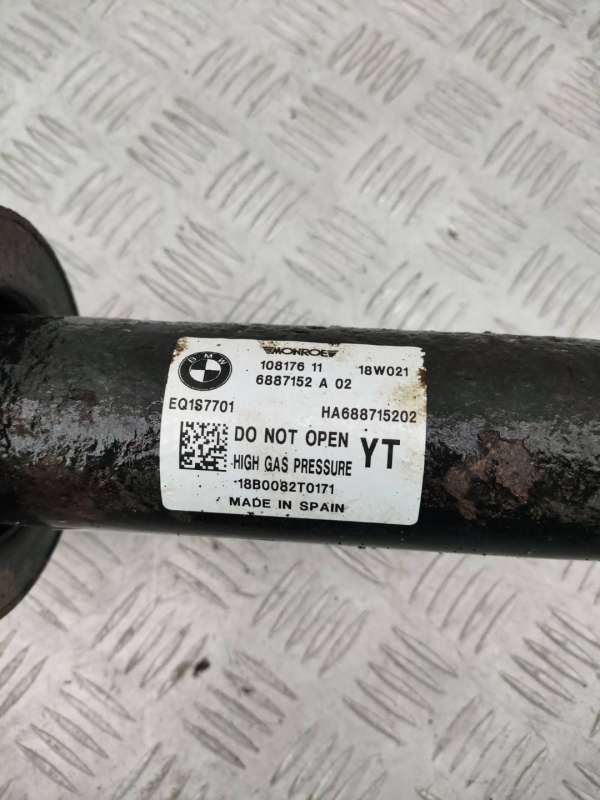 BMW
MONROE
108176 11 18W021
6887152 A 02
EQ1S7701 HA688715202
DO NOT OPEN
HIGH GAS PRESSURE YT
18B0082T0171
MADE IN SPAIN